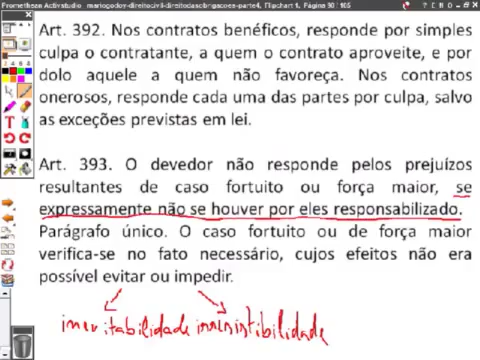 Promethean Activstudio mariogodoy-direitocivil-direitodasobrigacoes-parte4, Flipchart 1, Página 90 / 105
Art. 392. Nos contratos benéficos, responde por simples
culpa o contratante, a quem o contrato aproveite, e por
dolo aquele a quem não favoreça. Nos contratos
onerosos, responde cada uma das partes por culpa, salvo
as exceções previstas em lei.
Art. 393. O devedor não responde pelos prejuízos
resultantes de caso fortuito ou força maior, se
expressamente não se houver por eles responsabilizado.
Parágrafo único. O caso fortuito ou de força maior
verifica-se no fato necessário, cujos efeitos não era
possível evitar ou impedir.
inevitabilidade irresistibilidade